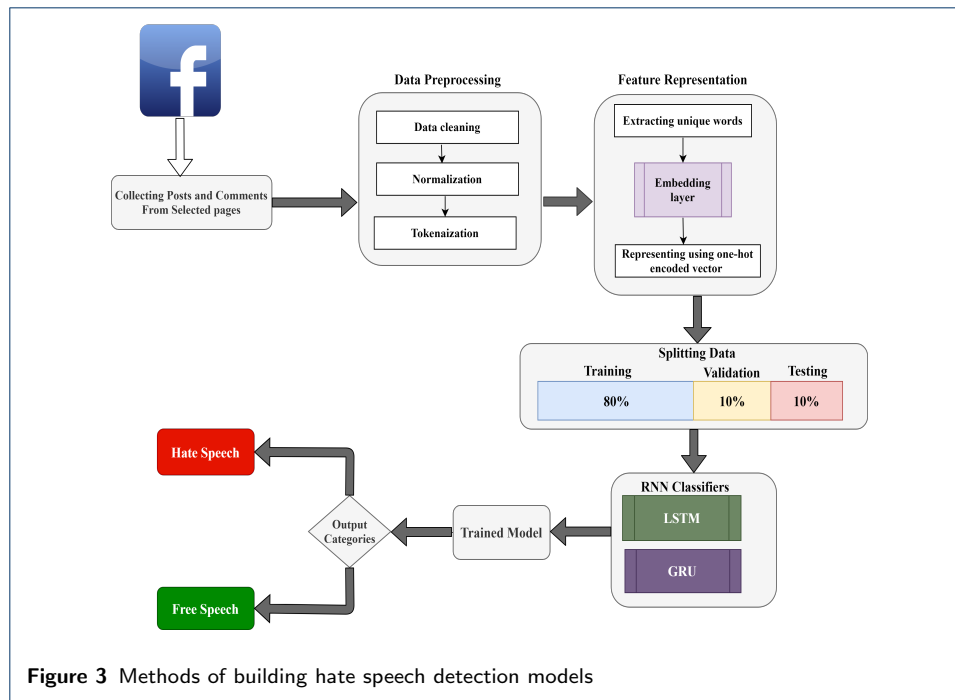 f
Collecting Posts and Comments
From Selected pages
Data Preprocessing
Data cleaning
Normalization
Tokenaization
Feature Representation
Extracting unique words
Embedding
layer
Representing using one-hot
encoded vector
Splitting Data
Training Validation Testing
80% 10% 10%
RNN Classifiers
LSTM
GRU
Trained Model
Output
Categories
Hate Speech
Free Speech
Figure 3 Methods of building hate speech detection models